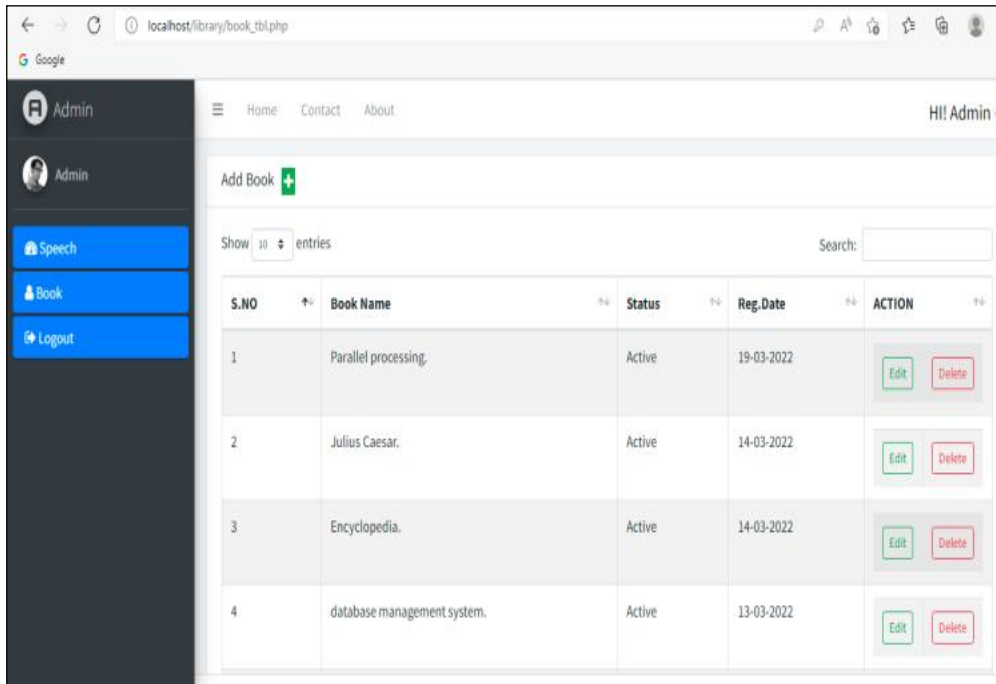 localhost/library/book_tbl.php
G Google
Admin
Home Contact About
HI! Admin
Admin
Add Book +
Show 10 entries
Search:
Speech
Book
Logout
S.NO Book Name Status Reg.Date ACTION
1 Parallel processing. Active 19-03-2022 Edit Delete
2 Julius Caesar. Active 14-03-2022 Edit Delete
3 Encyclopedia. Active 14-03-2022 Edit Delete
4 database management system. Active 13-03-2022 Edit Delete